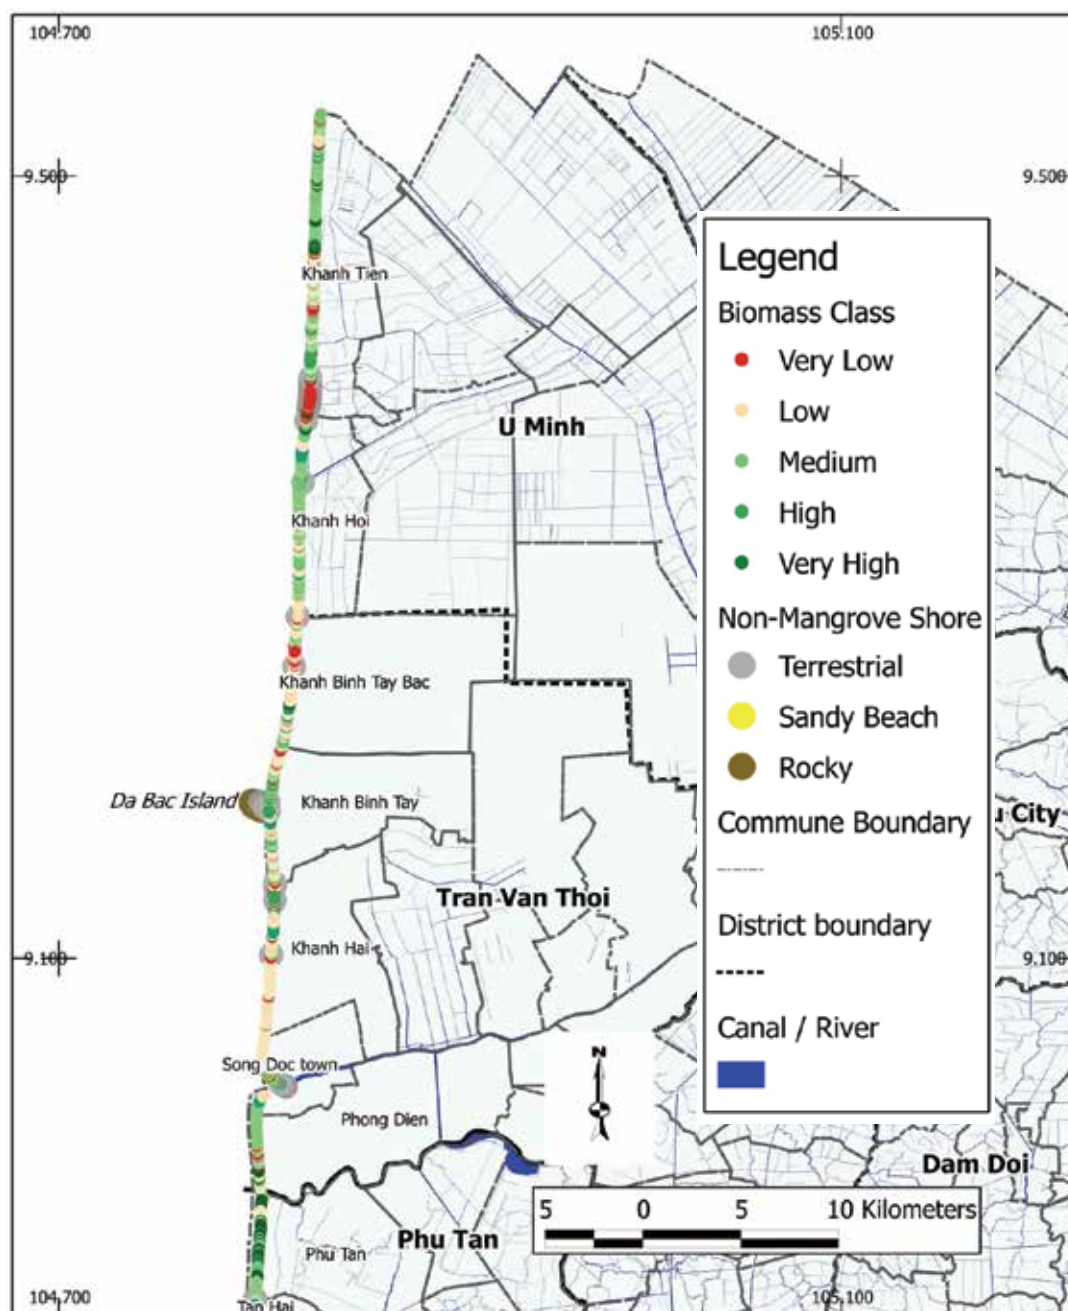 104.700
105.100
9.500
9.500
Khanh Tien
Legend
Biomass Class
Very Low
Low
Medium
High
Very High
Non-Mangrove Shore
Terrestrial
Sandy Beach
Rocky
Commune Boundary
District boundary
Canal / River
U Minh
Khanh Hoi
Khanh Binh Tay Bac
Da Bac Island
Khanh Binh Tay
u City
Tran Van Thoi
Khanh Hai
9.100
9.100
Song Doc town
N
Phong Dien
Dam Doi
5 0 5 10 Kilometers
Phu Tan
Phu Tan
104.700
105.100
Tan Hai